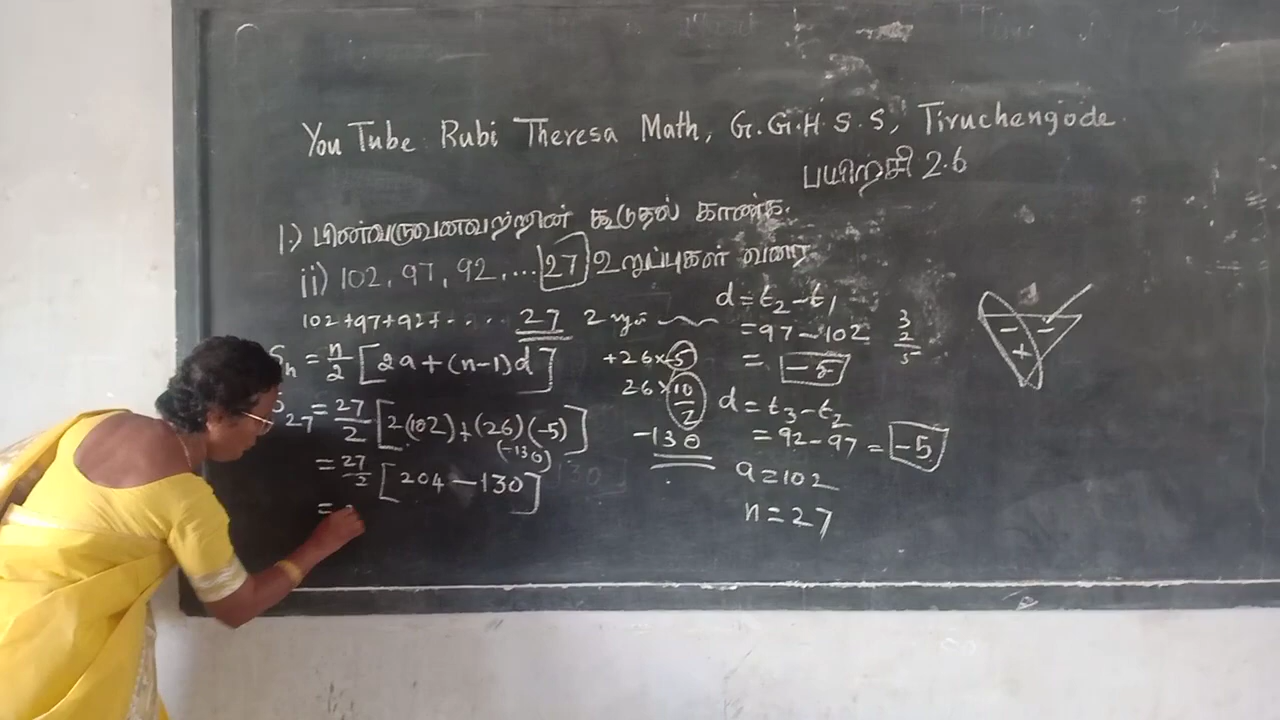 YouTube Rubi Theresa Math, G.G.H.S.S, Tiruchengode.
பயிற்சி 2.6
1.) பின்வருவனவற்றின் கூடுதல் காண்க.
ii) 102, 97, 92, ... 27 உறுப்புகள் வரை
102+97+92+.... 27
Sn = n/2 [2a+(n-1)d]
S27 = 27/2 [2(102)+(26)(-5)]
(-130)
= 27/2 [204-130]
=
+26×5
26×10/2
-130
d=t2-t1
=97-102
= -5
d=t3-t2
=92-97 = -5
a=102
n=27
3
2
5
- -
+